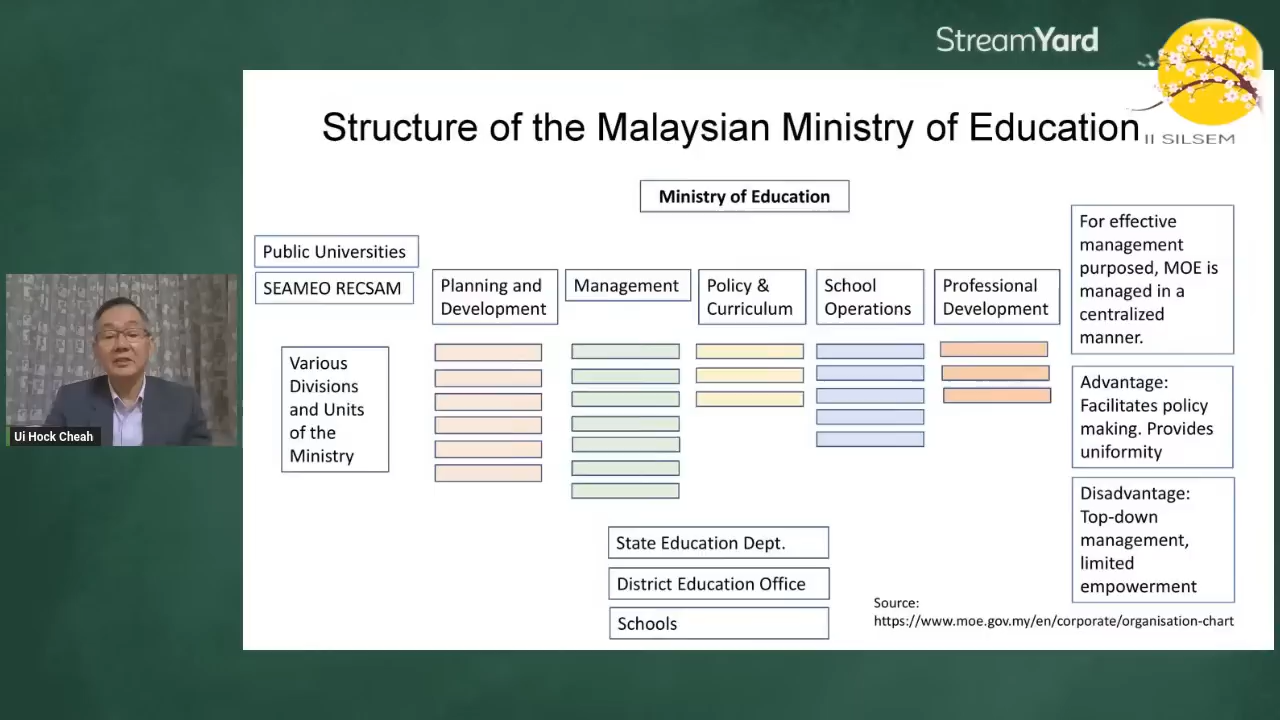 StreamYard
II SILSEM
Structure of the Malaysian Ministry of Education
Ministry of Education
Public Universities
SEAMEO RECSAM
Planning and
Development
Management
Policy &
Curriculum
School
Operations
Professional
Development
Various
Divisions
and Units
of the
Ministry
State Education Dept.
District Education Office
Schools
For effective
management
purposed, MOE is
managed in a
centralized
manner.
Advantage:
Facilitates policy
making. Provides
uniformity
Disadvantage:
Top-down
management,
limited
empowerment
Source:
https://www.moe.gov.my/en/corporate/organisation-chart
Ui Hock Cheah